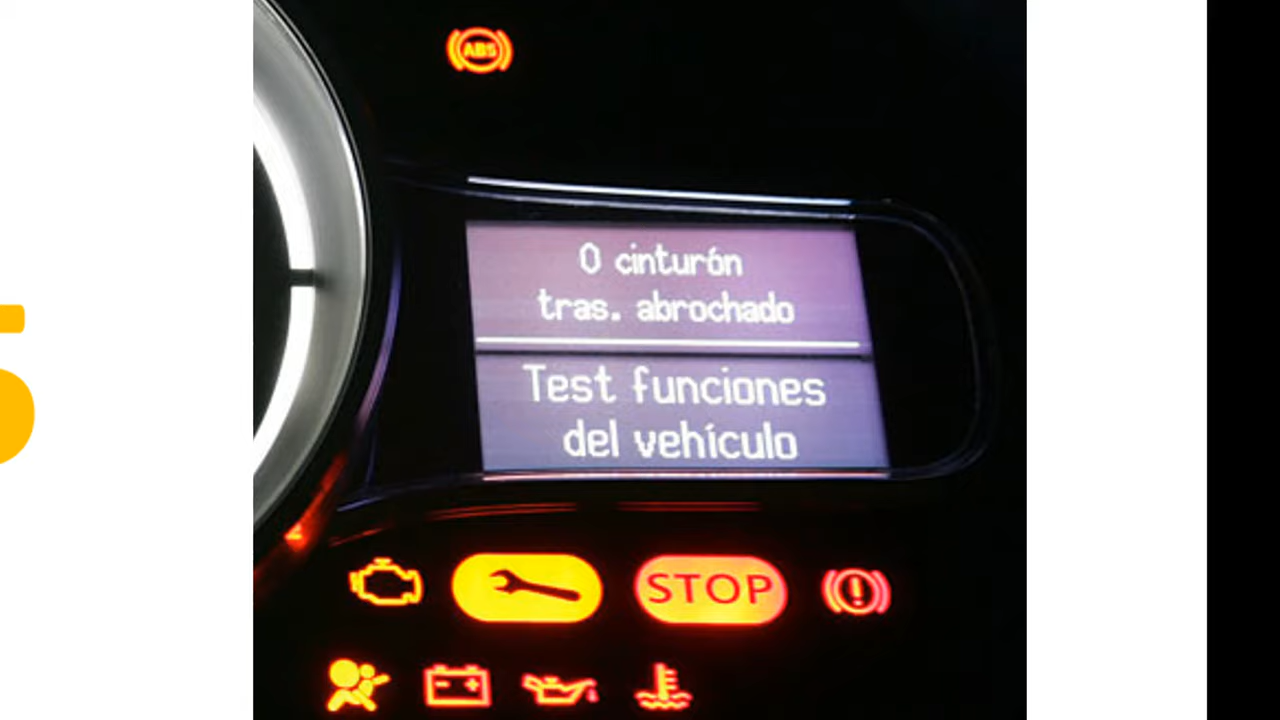 ABS
0 cinturón
tras. abrochado
Test funciones
del vehículo
STOP